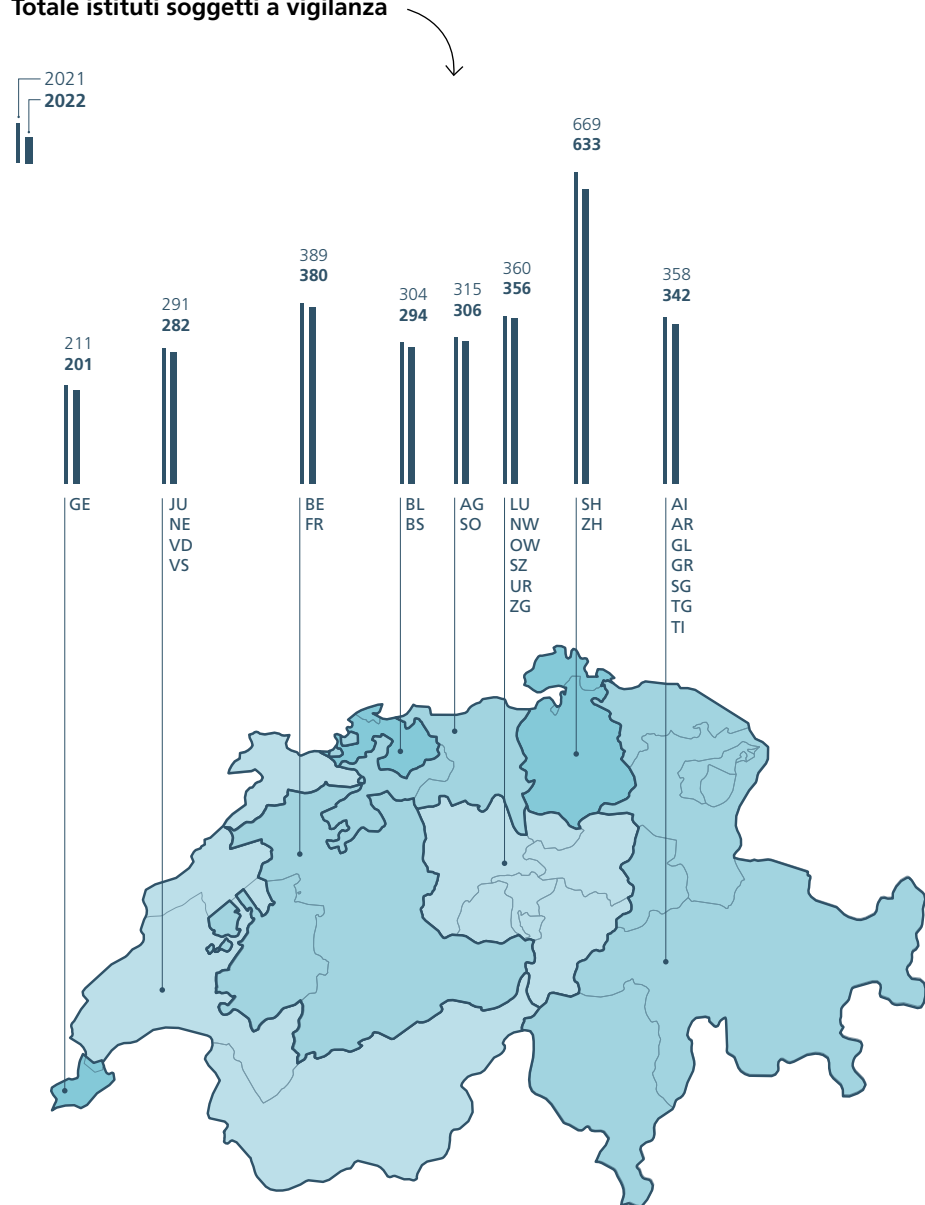 Totale istituti soggetti a vigilanza
2021
2022
669
633
389
380
360
356
358
342
304
294
315
306
291
282
211
201
GE
JU
NE
VD
VS
BE
FR
BL
BS
AG
SO
LU
NW
OW
SZ
UR
ZG
SH
ZH
AI
AR
GL
GR
SG
TG
TI